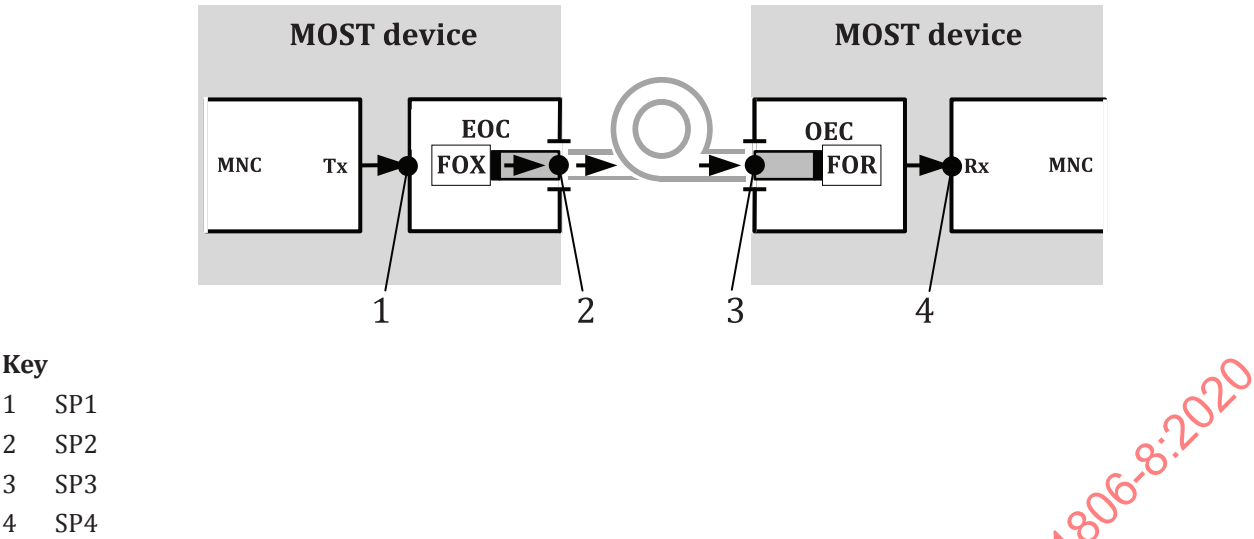 MOST device MOST device
EOC OEC
MNC Tx FOX FOR Rx MNC
1 2 3 4
Key
1 SP1
2 SP2
3 SP3
4 SP4
1806-8:2020